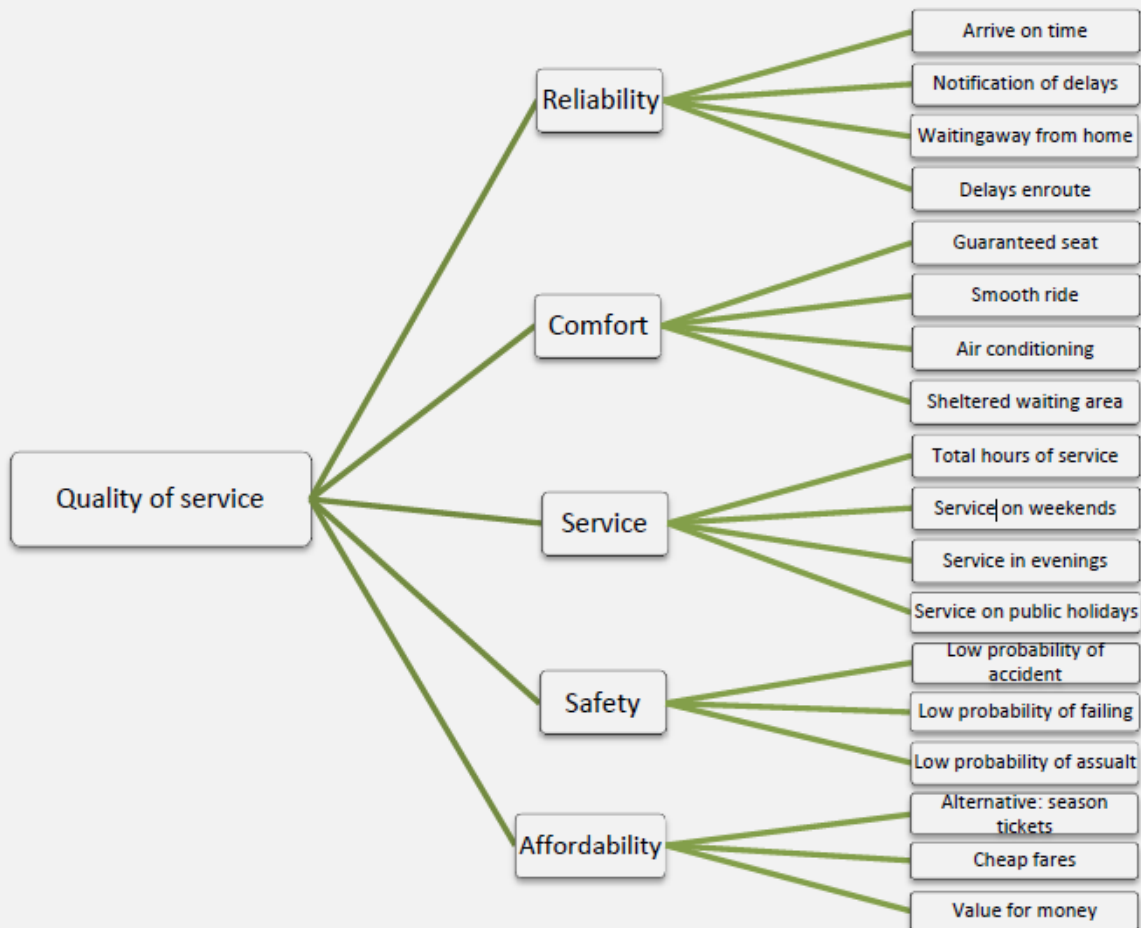 Quality of service
Reliability
Arrive on time
Notification of delays
Waitingaway from home
Delays enroute
Comfort
Guaranteed seat
Smooth ride
Air conditioning
Sheltered waiting area
Service
Total hours of service
Service on weekends
Service in evenings
Service on public holidays
Safety
Low probability of
accident
Low probability of failing
Low probability of assualt
Affordability
Alternative: season
tickets
Cheap fares
Value for money